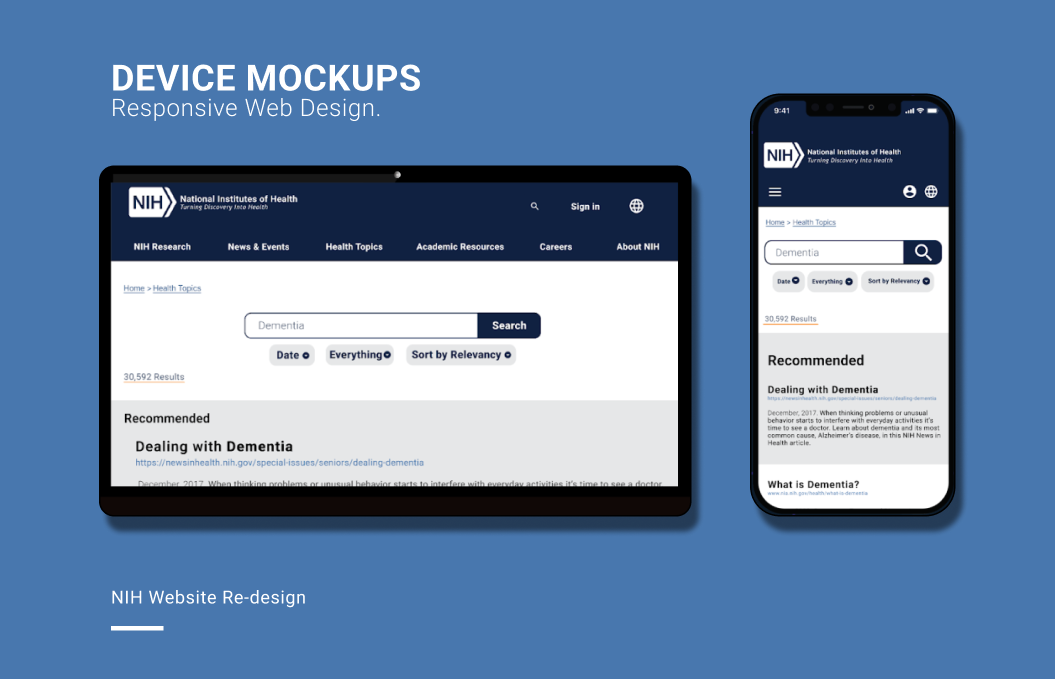 DEVICE MOCKUPS
Responsive Web Design.
NIH
National Institutes of Health
Turning Discovery Into Health
Sign in
NIH Research
News & Events
Health Topics
Academic Resources
Careers
About NIH
Home > Health Topics
Dementia
Search
Date
Everything
Sort by Relevancy
30,592 Results
Recommended
Dealing with Dementia
https://newsinhealth.nih.gov/special-issues/seniors/dealing-dementia
December, 2017. When thinking problems or unusual behavior starts to interfere with everyday activities it's time to see a doctor.
9:41
NIH
National Institutes of Health
Turning Discovery Into Health
Home > Health Topics
Dementia
Date
Everything
Sort by Relevancy
30,592 Results
Recommended
Dealing with Dementia
https://newsinhealth.nih.gov/special-issues/seniors/dealing-dementia
December, 2017. When thinking problems or unusual
behavior starts to interfere with everyday activities it's
time to see a doctor. Learn about dementia and its most
common cause, Alzheimer's disease, in this NIH News in
Health article.
What is Dementia?
www.nia.nih.gov/health/what-is-dementia
NIH Website Re-design